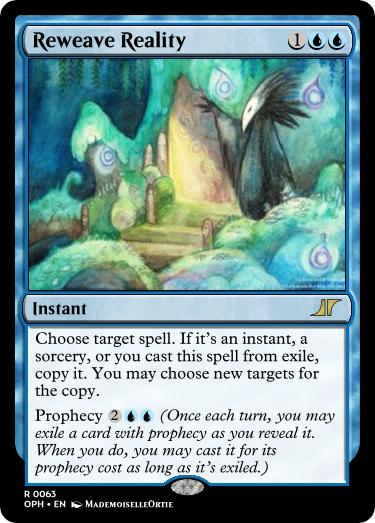 Reweave Reality 1UU
Instant
Choose target spell. If it's an instant, a
sorcery, or you cast this spell from exile,
copy it. You may choose new targets for
the copy.
Prophecy 2UU (Once each turn, you may
exile a card with prophecy as you reveal it.
When you do, you may cast it for its
prophecy cost as long as it's exiled.)
R 0063
OPH • EN MademoiselleOrtie